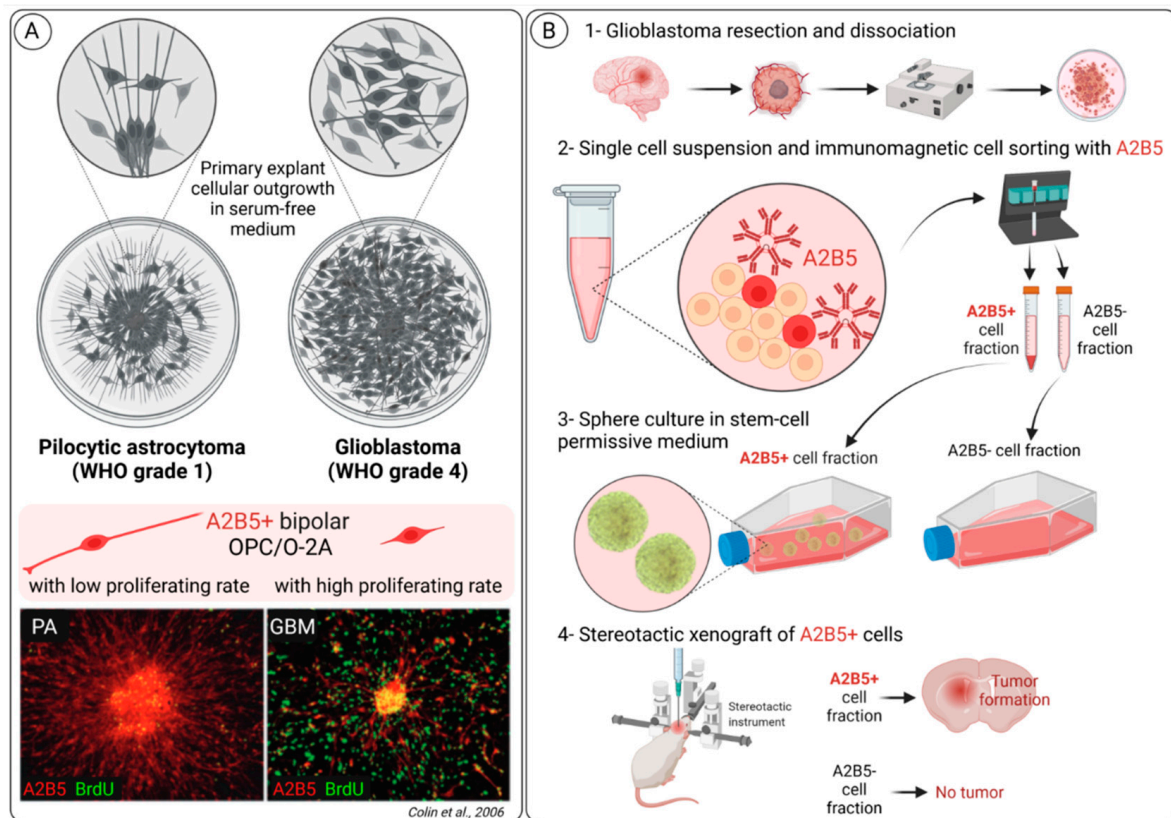 A
Primary explant
cellular outgrowth
in serum-free
medium
Pilocytic astrocytoma
(WHO grade 1)
Glioblastoma
(WHO grade 4)
A2B5+ bipolar
OPC/O-2A
with low proliferating rate
with high proliferating rate
PA
A2B5 BrdU
GBM
A2B5 BrdU
Colin et al., 2006
B
1- Glioblastoma resection and dissociation
2- Single cell suspension and immunomagnetic cell sorting with A2B5
A2B5
A2B5+
cell
fraction
A2B5-
cell
fraction
3- Sphere culture in stem-cell
permissive medium
A2B5+ cell fraction
A2B5- cell fraction
4- Stereotactic xenograft of A2B5+ cells
Stereotactic
instrument
A2B5+
cell
fraction
Tumor
formation
A2B5-
cell
fraction
No tumor